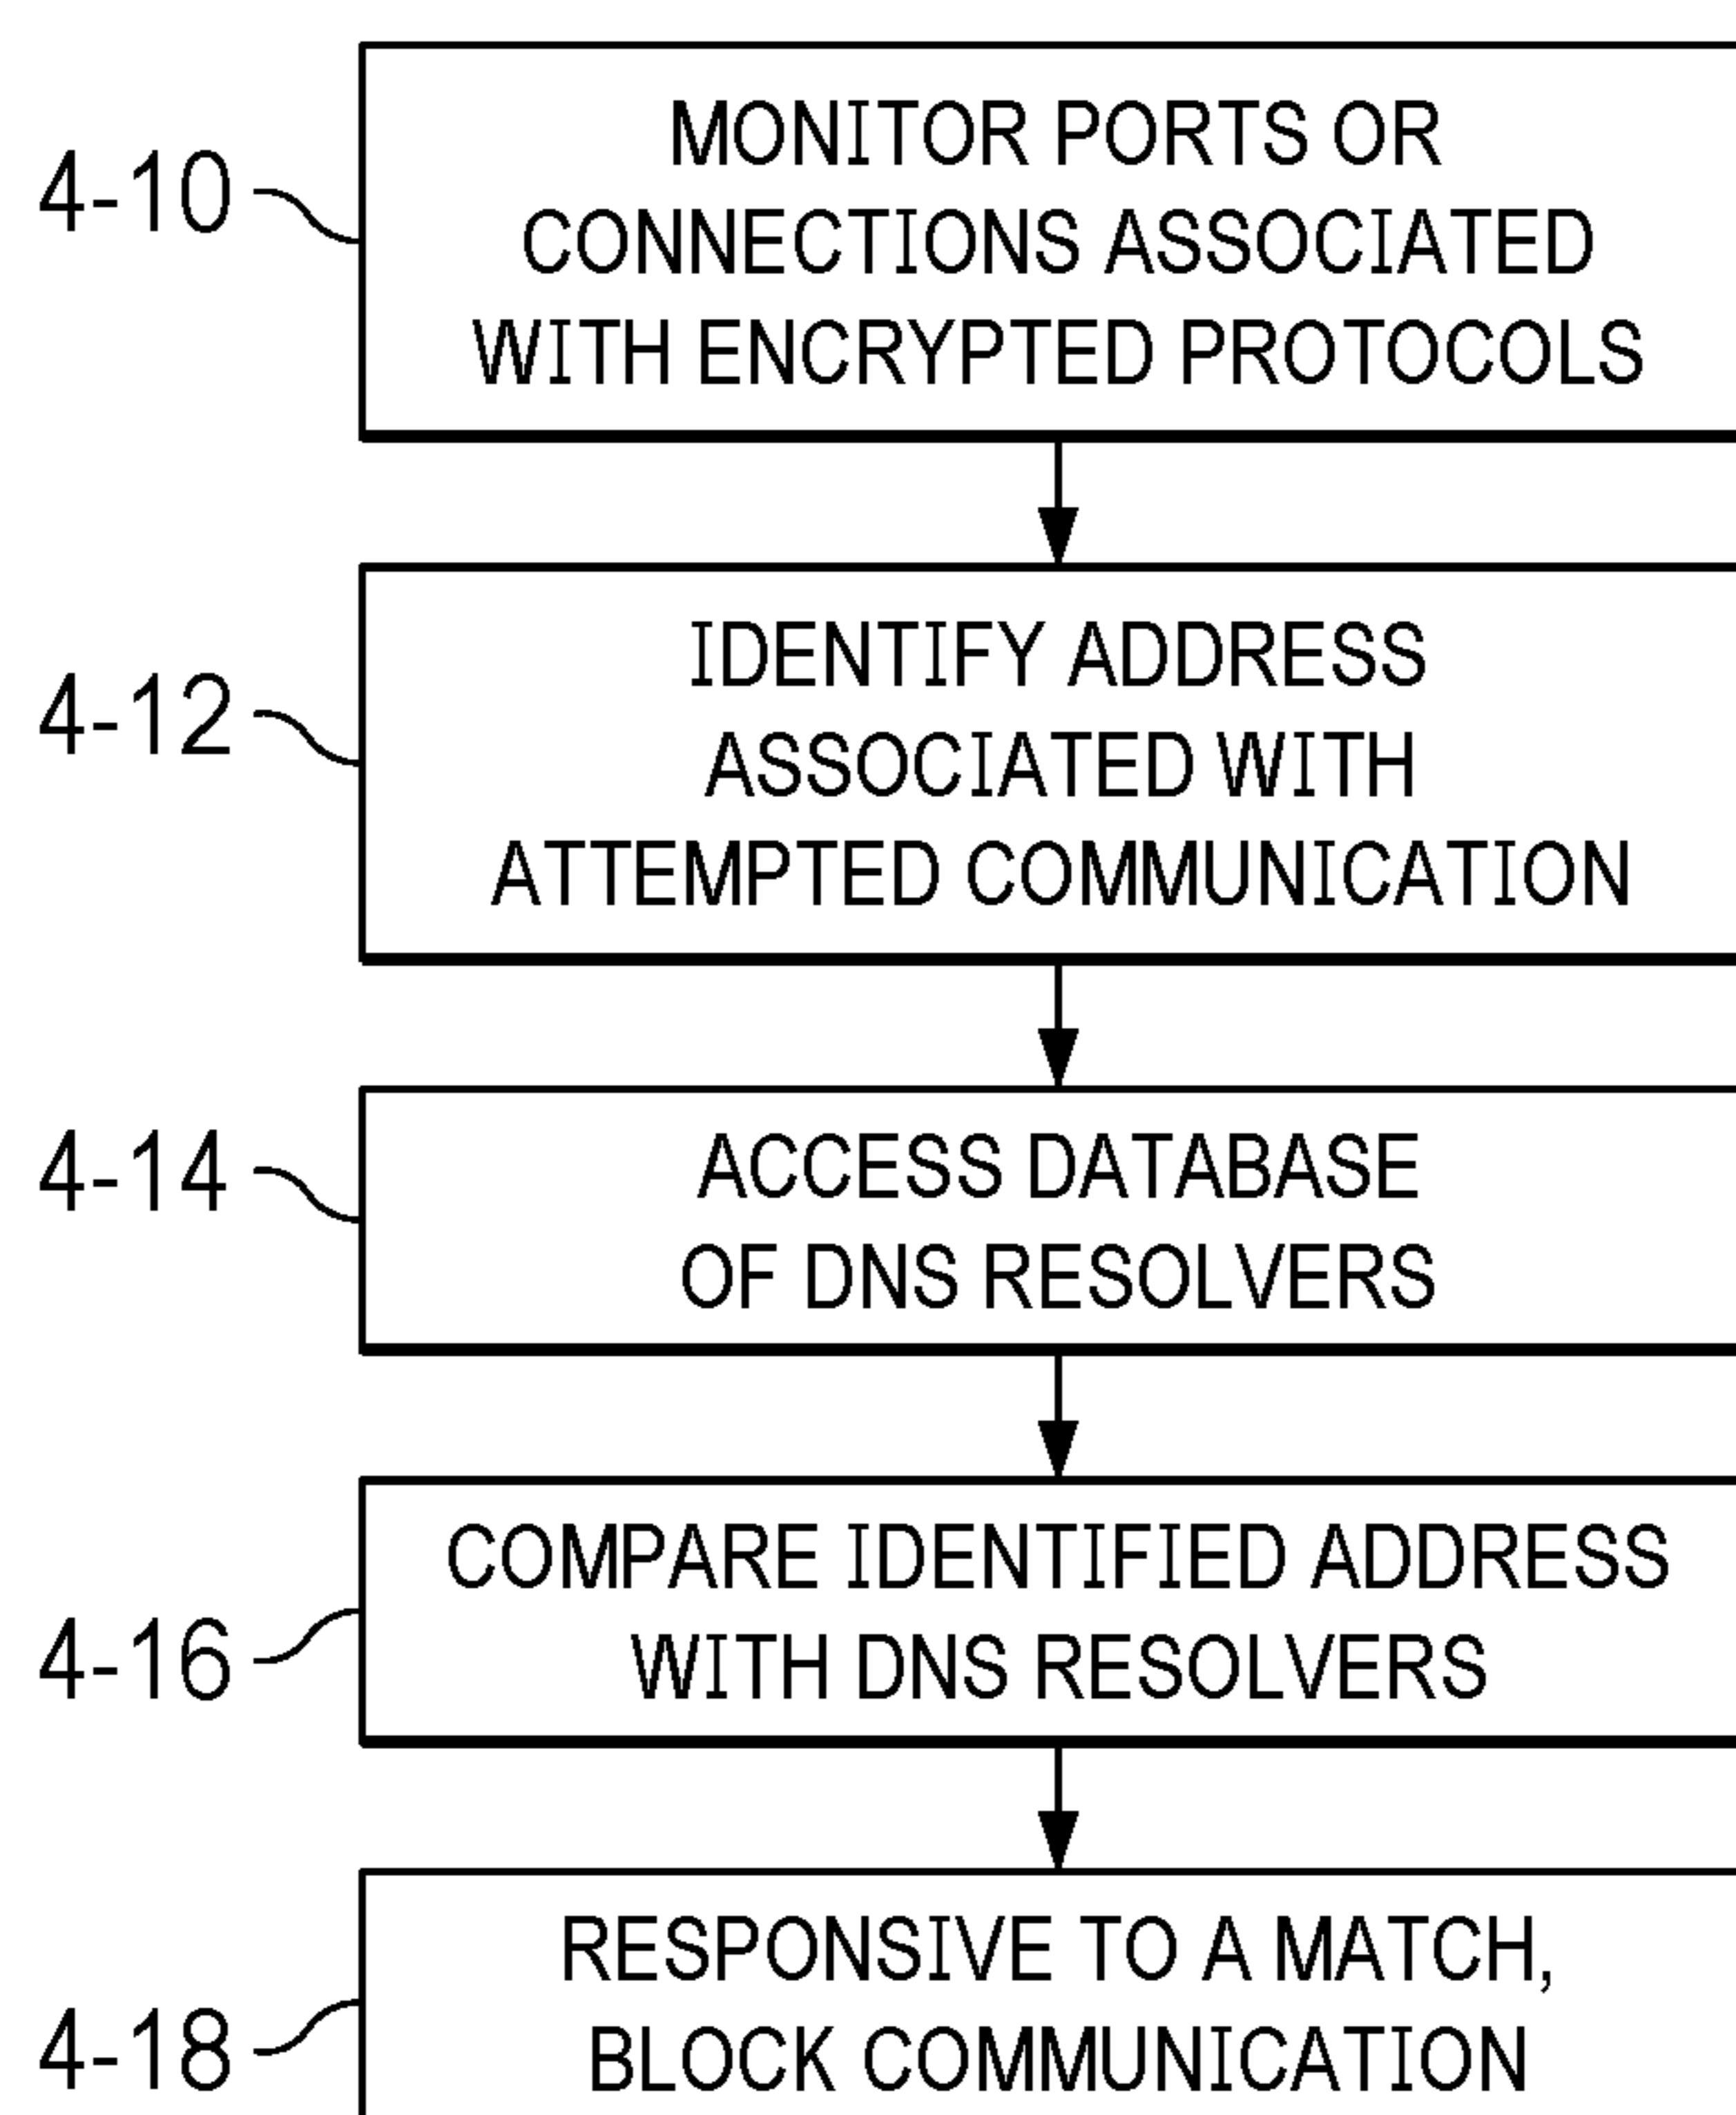 4-10
MONITOR PORTS OR
CONNECTIONS ASSOCIATED
WITH ENCRYPTED PROTOCOLS
4-12
IDENTIFY ADDRESS
ASSOCIATED WITH
ATTEMPTED COMMUNICATION
4-14
ACCESS DATABASE
OF DNS RESOLVERS
4-16
COMPARE IDENTIFIED ADDRESS
WITH DNS RESOLVERS
4-18
RESPONSIVE TO A MATCH,
BLOCK COMMUNICATION